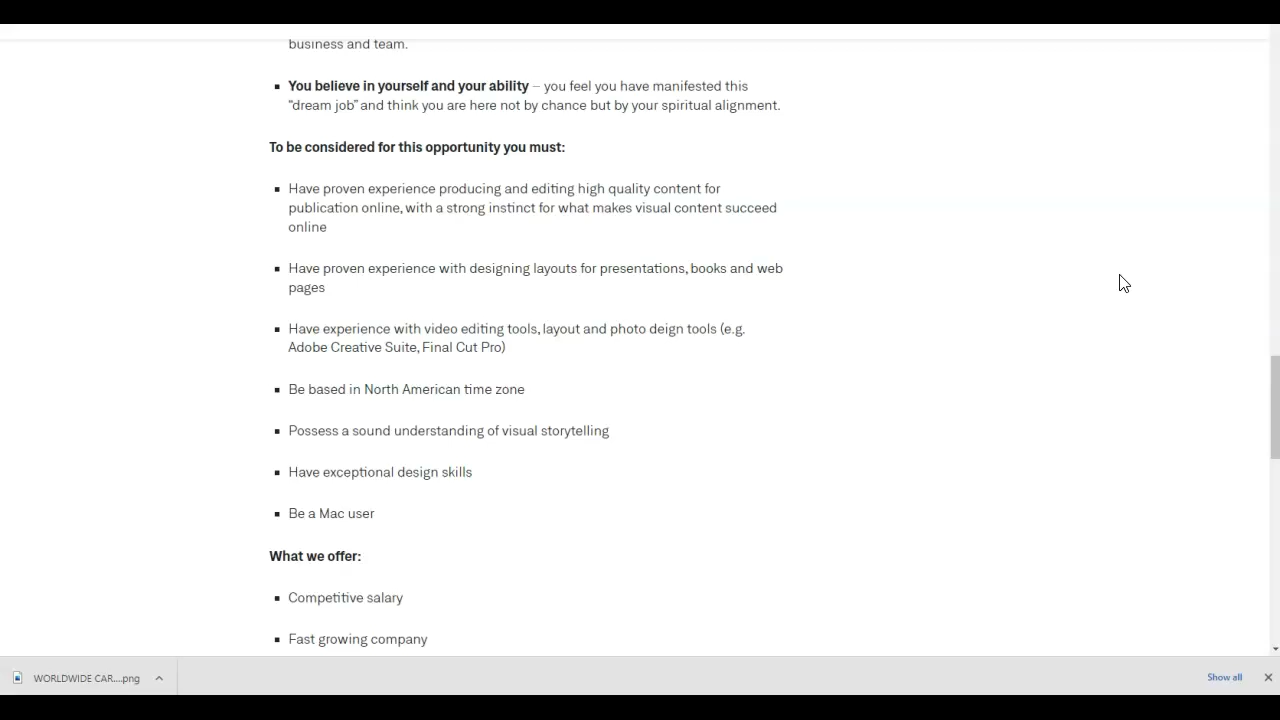 business and team.
You believe in yourself and your ability – you feel you have manifested this
“dream job” and think you are here not by chance but by your spiritual alignment.
To be considered for this opportunity you must:
Have proven experience producing and editing high quality content for
publication online, with a strong instinct for what makes visual content succeed
online
Have proven experience with designing layouts for presentations, books and web
pages
Have experience with video editing tools, layout and photo deign tools (e.g.
Adobe Creative Suite, Final Cut Pro)
Be based in North American time zone
Possess a sound understanding of visual storytelling
Have exceptional design skills
Be a Mac user
What we offer:
Competitive salary
Fast growing company
WORLDWIDE CAR....png
Show all